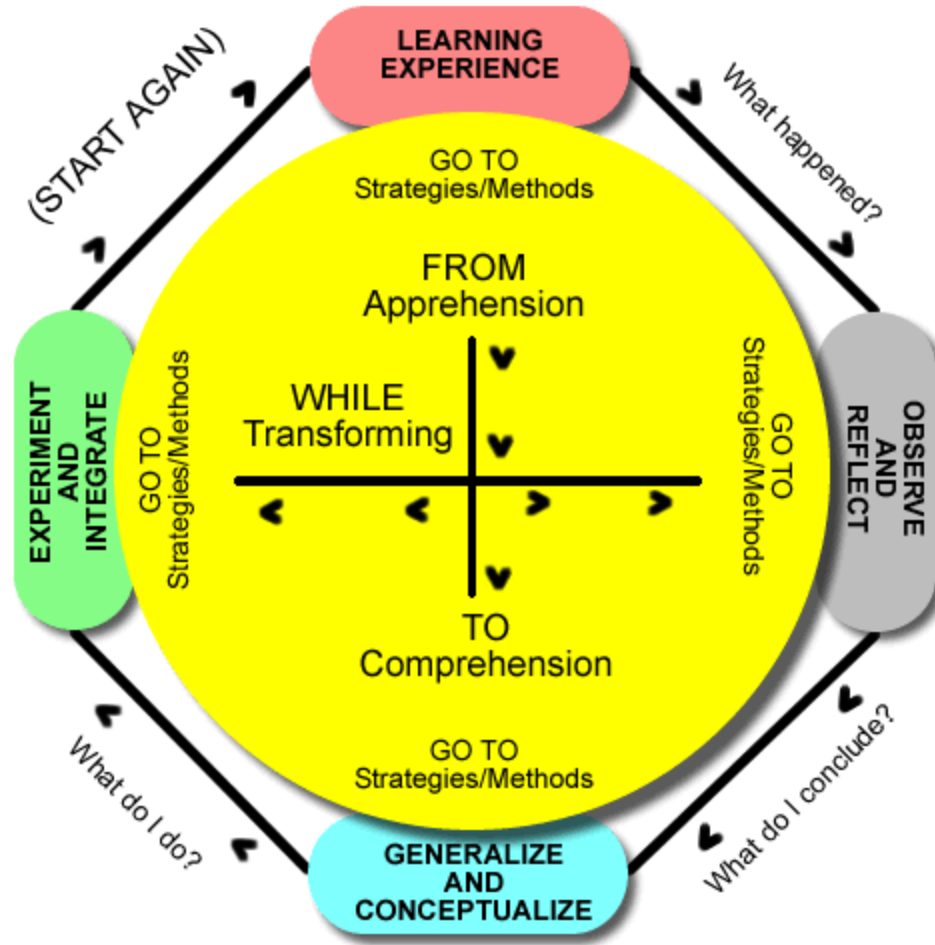 LEARNING
EXPERIENCE
(START AGAIN)
What happened?
GO TO
Strategies/Methods
FROM
Apprehension
WHILE
Transforming
EXPERIMENT
AND
INTEGRATE
GO TO
Strategies/Methods
GO TO
Strategies/Methods
OBSERVE
AND
REFLECT
TO
Comprehension
GO TO
Strategies/Methods
What do I do?
What do I conclude?
GENERALIZE
AND
CONCEPTUALIZE